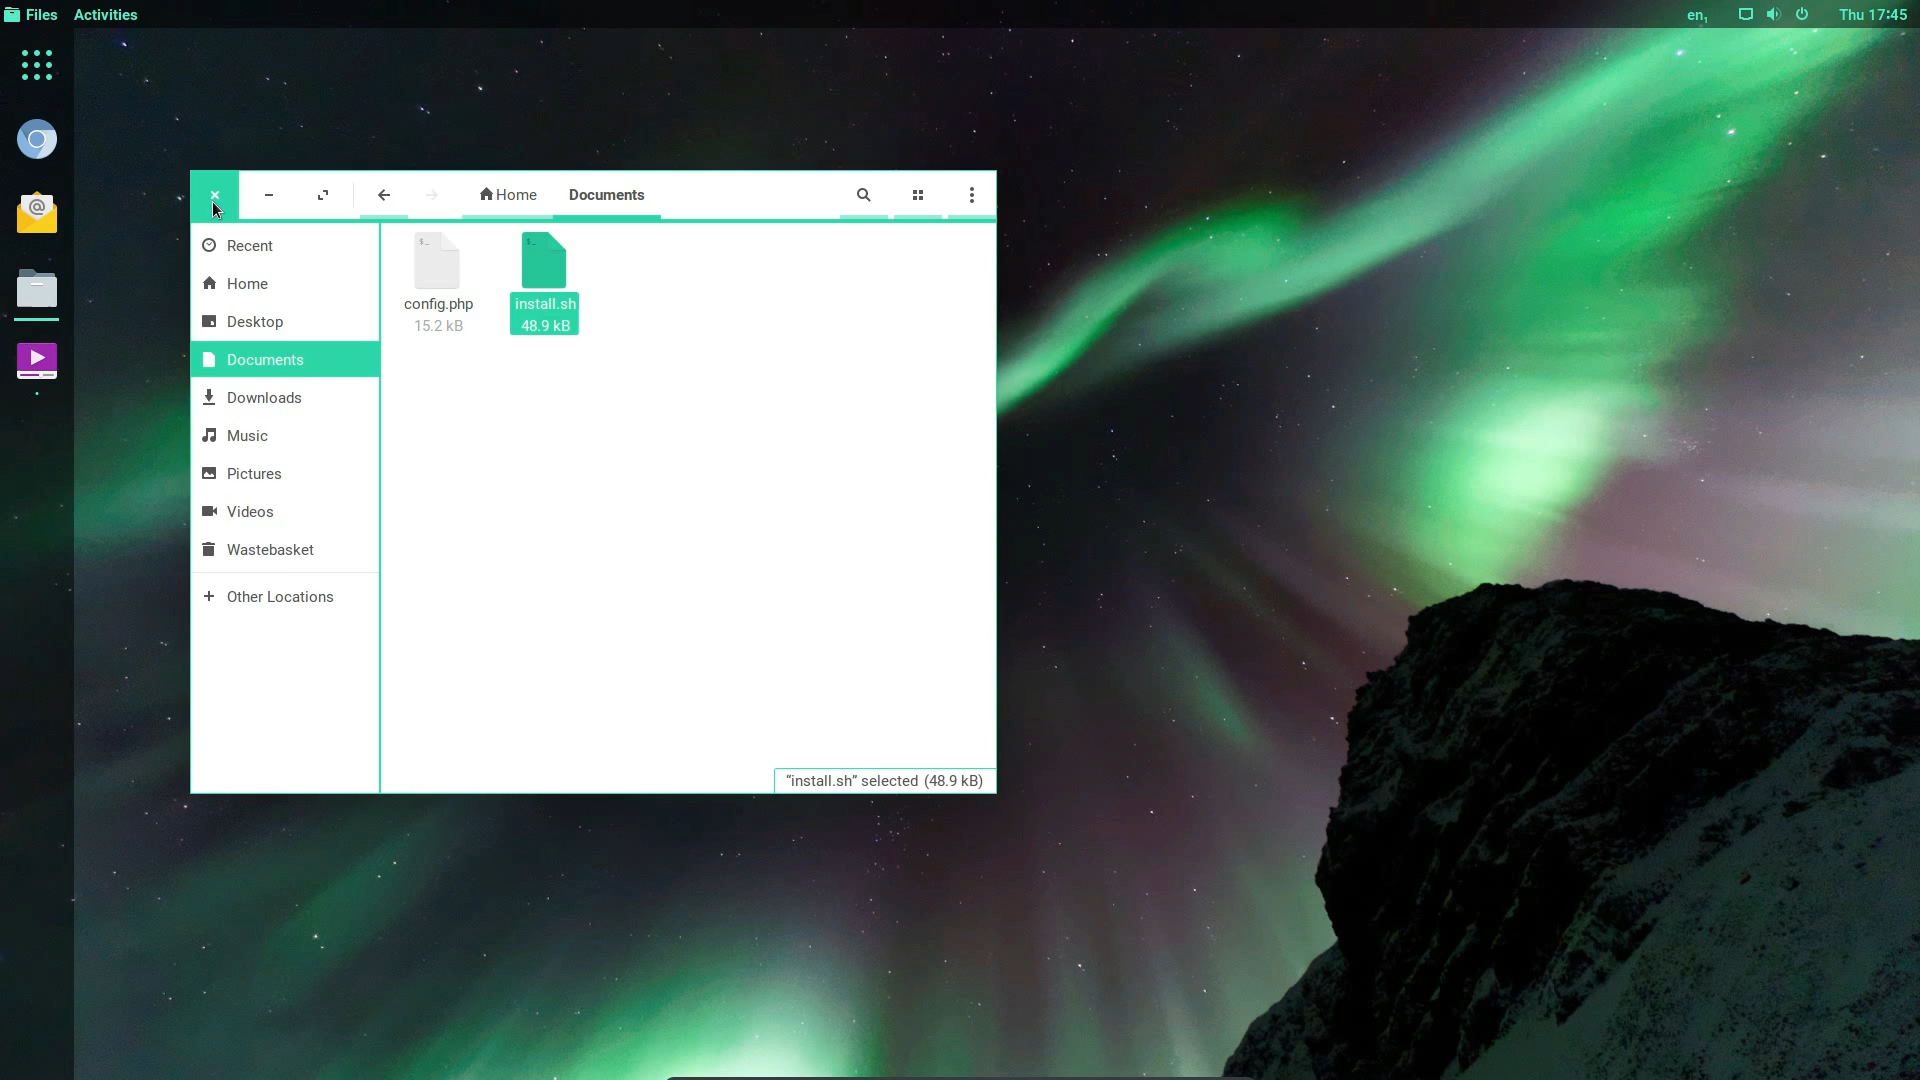 Files Activities en₁ Thu 17:45
Home Documents
Recent
Home
Desktop
Documents
Downloads
Music
Pictures
Videos
Wastebasket
Other Locations
config.php
15.2 kB
install.sh
48.9 kB
“install.sh” selected (48.9 kB)